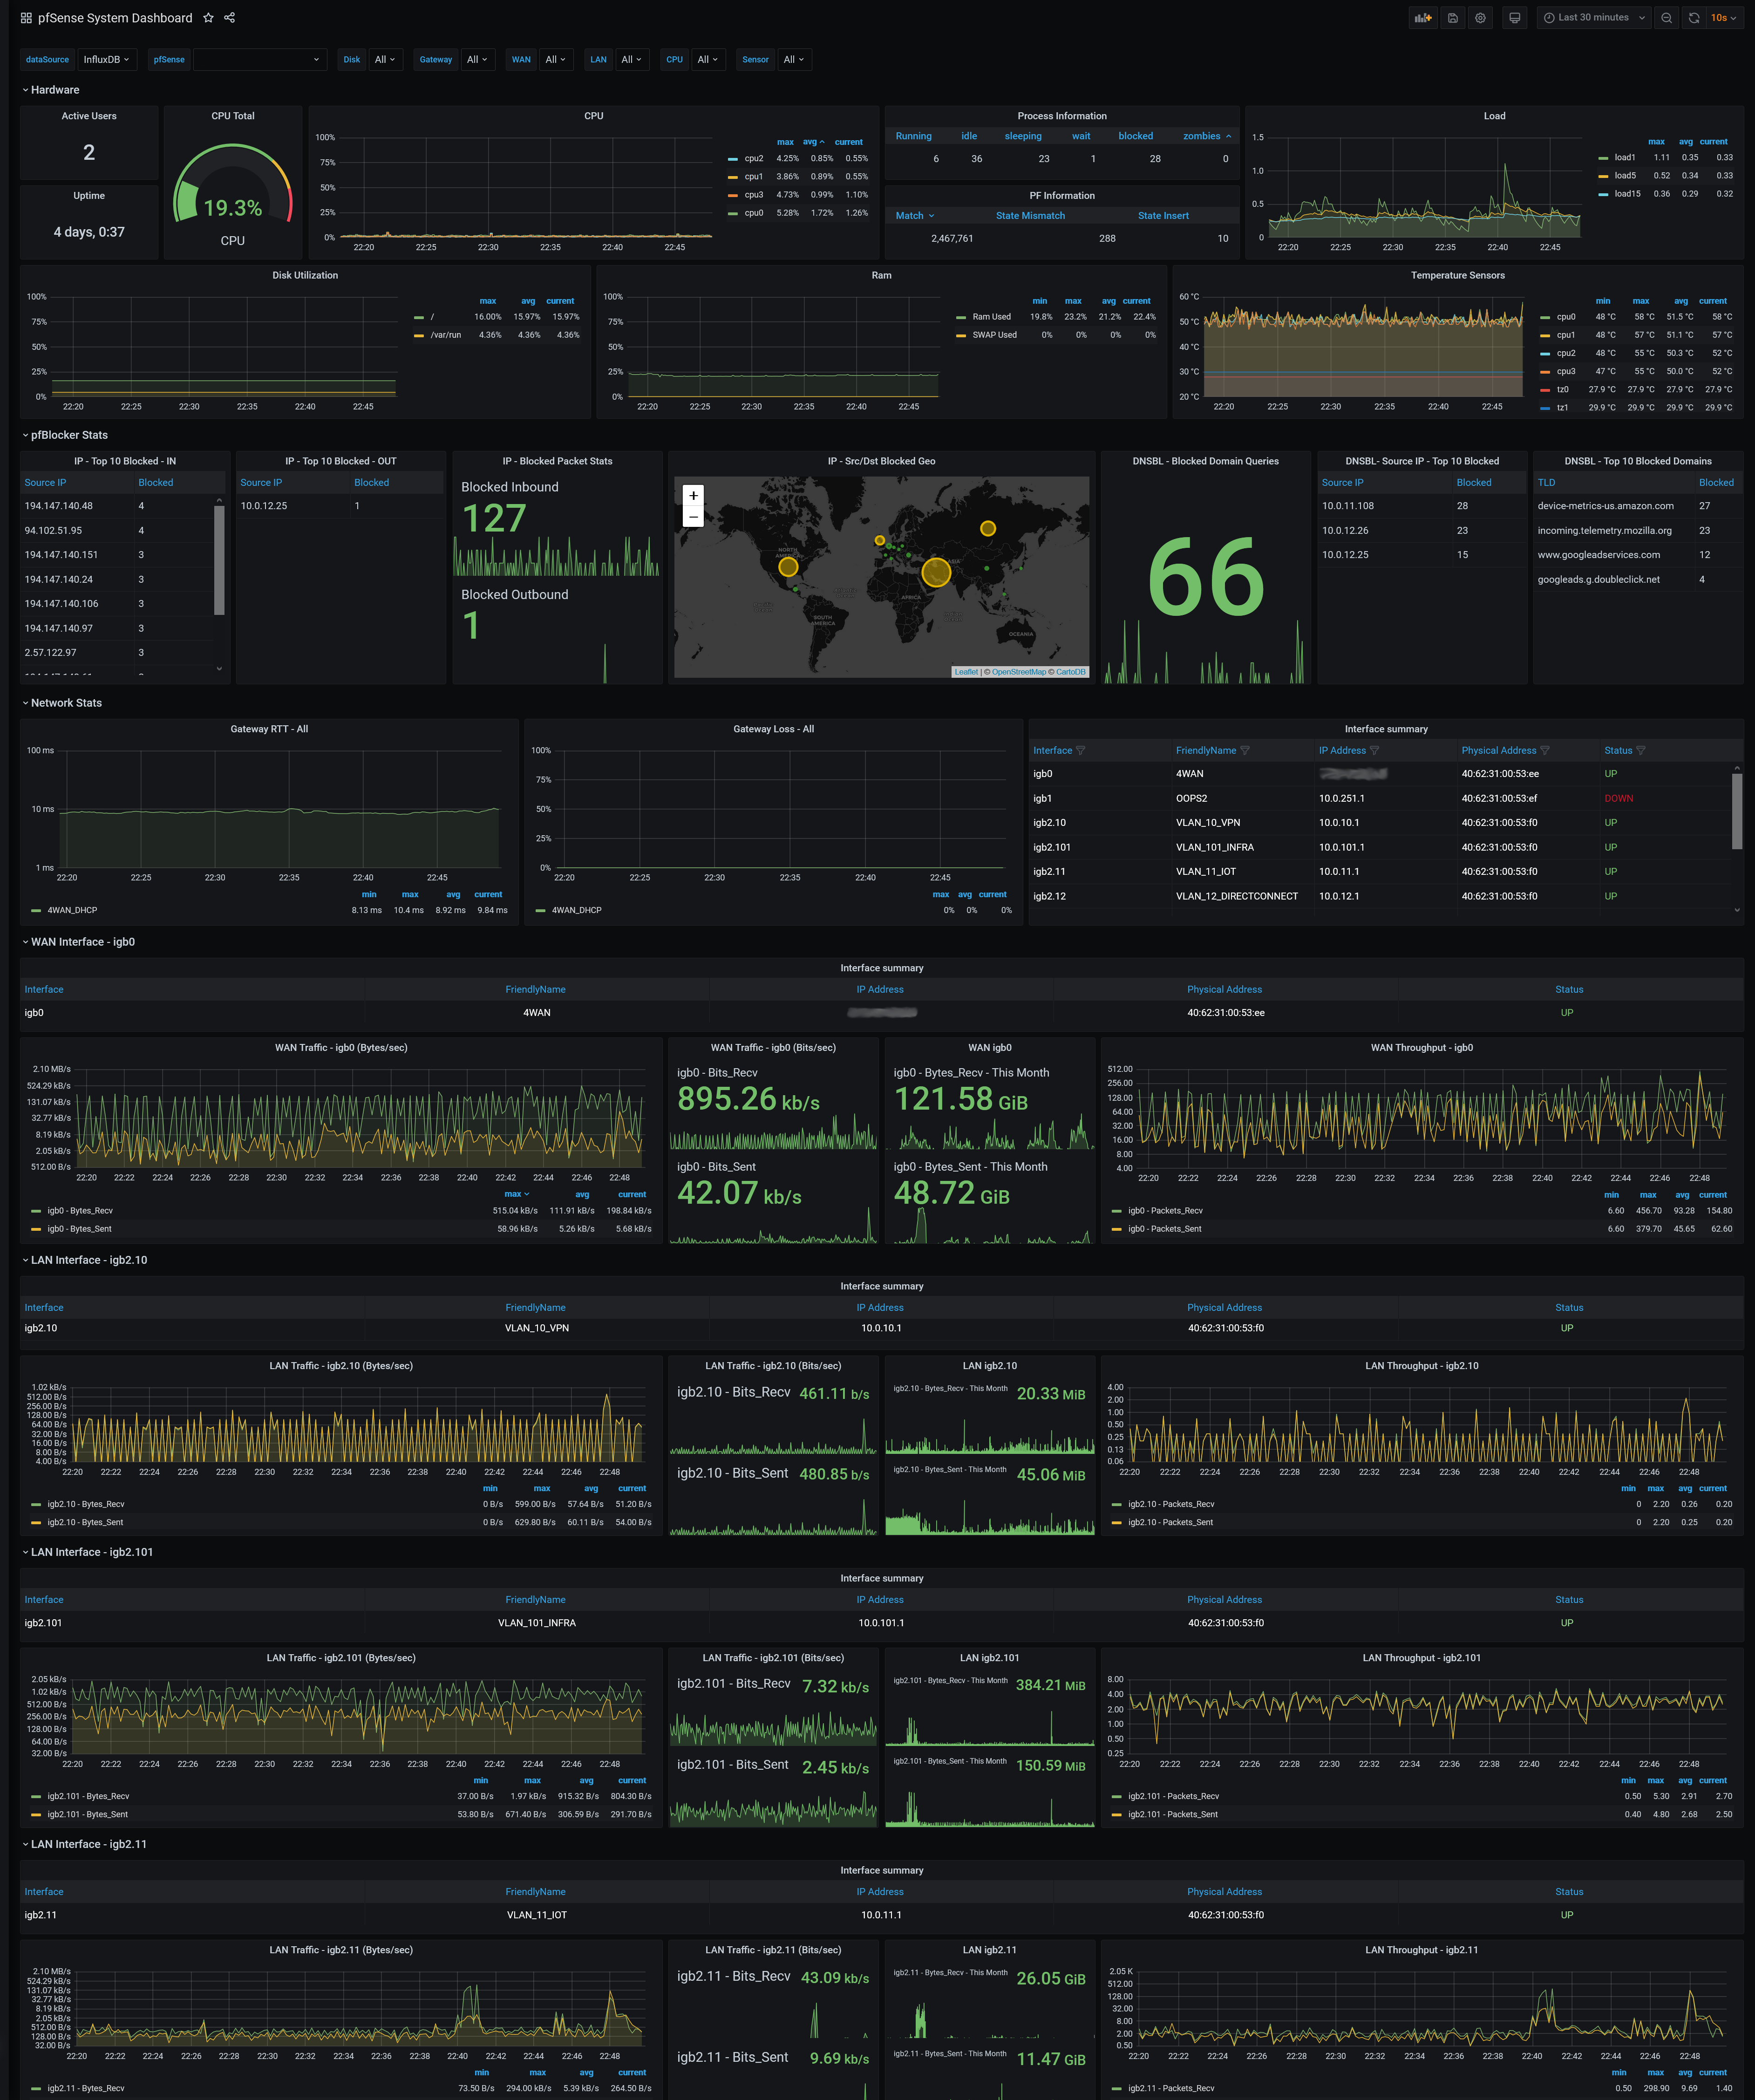 pfSense System Dashboard
Last 30 minutes
10s
dataSource InfluxDB pfSense Disk All Gateway All WAN All LAN All CPU All Sensor All
Hardware
Active Users
2
Uptime
4 days, 0:37
CPU Total
19.3%
CPU
CPU
100%
75%
50%
25%
0%
22:20 22:25 22:30 22:35 22:40 22:45
max avg current
cpu2 4.25% 0.85% 0.55%
cpu1 3.86% 0.89% 0.55%
cpu3 4.73% 0.99% 1.10%
cpu0 5.28% 1.72% 1.26%
Process Information
Running idle sleeping wait blocked zombies
6 36 23 1 28 0
PF Information
Match State Mismatch State Insert
2,467,761 288 10
Load
1.5
1.0
0.5
0
22:20 22:25 22:30 22:35 22:40 22:45
max avg current
load1 1.11 0.35 0.33
load5 0.52 0.34 0.33
load15 0.36 0.29 0.32
Disk Utilization
100%
75%
50%
25%
0%
22:20 22:25 22:30 22:35 22:40 22:45
max avg current
/ 16.00% 15.97% 15.97%
/var/run 4.36% 4.36% 4.36%
Ram
100%
75%
50%
25%
0%
22:20 22:25 22:30 22:35 22:40 22:45
min max avg current
Ram Used 19.8% 23.2% 21.2% 22.4%
SWAP Used 0% 0% 0% 0%
Temperature Sensors
60 °C
50 °C
40 °C
30 °C
20 °C
22:20 22:25 22:30 22:35 22:40 22:45
min max avg current
cpu0 48 °C 58 °C 51.5 °C 58 °C
cpu1 48 °C 57 °C 51.1 °C 57 °C
cpu2 48 °C 55 °C 50.3 °C 52 °C
cpu3 47 °C 55 °C 50.0 °C 52 °C
tz0 27.9 °C 27.9 °C 27.9 °C 27.9 °C
tz1 29.9 °C 29.9 °C 29.9 °C 29.9 °C
pfBlocker Stats
IP - Top 10 Blocked - IN
Source IP Blocked
194.147.140.48 4
94.102.51.95 4
194.147.140.151 3
194.147.140.24 3
194.147.140.106 3
194.147.140.97 3
2.57.122.97 3
IP - Top 10 Blocked - OUT
Source IP Blocked
10.0.12.25 1
IP - Blocked Packet Stats
Blocked Inbound
127
Blocked Outbound
1
IP - Src/Dst Blocked Geo
+
−
NORTH AMERICA
SOUTH AMERICA
AFRICA
ASIA
OCEANIA
Leaflet | © OpenStreetMap © CartoDB
DNSBL - Blocked Domain Queries
66
DNSBL- Source IP - Top 10 Blocked
Source IP Blocked
10.0.11.108 28
10.0.12.26 23
10.0.12.25 15
DNSBL - Top 10 Blocked Domains
TLD Blocked
device-metrics-us.amazon.com 27
incoming.telemetry.mozilla.org 23
www.googleadservices.com 12
googleads.g.doubleclick.net 4
Network Stats
Gateway RTT - All
100 ms
10 ms
1 ms
22:20 22:25 22:30 22:35 22:40 22:45
min max avg current
4WAN_DHCP 8.13 ms 10.4 ms 8.92 ms 9.84 ms
Gateway Loss - All
100%
75%
50%
25%
0%
22:20 22:25 22:30 22:35 22:40 22:45
max avg current
4WAN_DHCP 0% 0% 0%
Interface summary
Interface FriendlyName IP Address Physical Address Status
igb0 4WAN 40:62:31:00:53:ee UP
igb1 OOPS2 10.0.251.1 40:62:31:00:53:ef DOWN
igb2.10 VLAN_10_VPN 10.0.10.1 40:62:31:00:53:f0 UP
igb2.101 VLAN_101_INFRA 10.0.101.1 40:62:31:00:53:f0 UP
igb2.11 VLAN_11_IOT 10.0.11.1 40:62:31:00:53:f0 UP
igb2.12 VLAN_12_DIRECTCONNECT 10.0.12.1 40:62:31:00:53:f0 UP
WAN Interface - igb0
Interface summary
Interface FriendlyName IP Address Physical Address Status
igb0 4WAN 40:62:31:00:53:ee UP
WAN Traffic - igb0 (Bytes/sec)
2.10 MB/s
524.29 kB/s
131.07 kB/s
32.77 kB/s
8.19 kB/s
2.05 kB/s
512.00 B/s
22:20 22:22 22:24 22:26 22:28 22:30 22:32 22:34 22:36 22:38 22:40 22:42 22:44 22:46 22:48
max avg current
igb0 - Bytes_Recv 515.04 kB/s 111.91 kB/s 198.84 kB/s
igb0 - Bytes_Sent 58.96 kB/s 5.26 kB/s 5.68 kB/s
WAN Traffic - igb0 (Bits/sec)
igb0 - Bits_Recv
895.26 kb/s
igb0 - Bits_Sent
42.07 kb/s
WAN igb0
igb0 - Bytes_Recv - This Month
121.58 GiB
igb0 - Bytes_Sent - This Month
48.72 GiB
WAN Throughput - igb0
512.00
256.00
128.00
64.00
32.00
16.00
8.00
4.00
22:20 22:22 22:24 22:26 22:28 22:30 22:32 22:34 22:36 22:38 22:40 22:42 22:44 22:46 22:48
min max avg current
igb0 - Packets_Recv 6.60 456.70 93.28 154.80
igb0 - Packets_Sent 6.60 379.70 45.65 62.60
LAN Interface - igb2.10
Interface summary
Interface FriendlyName IP Address Physical Address Status
igb2.10 VLAN_10_VPN 10.0.10.1 40:62:31:00:53:f0 UP
LAN Traffic - igb2.10 (Bytes/sec)
1.02 kB/s
512.00 B/s
256.00 B/s
128.00 B/s
64.00 B/s
32.00 B/s
16.00 B/s
8.00 B/s
4.00 B/s
22:20 22:22 22:24 22:26 22:28 22:30 22:32 22:34 22:36 22:38 22:40 22:42 22:44 22:46 22:48
min max avg current
igb2.10 - Bytes_Recv 0 B/s 599.00 B/s 57.64 B/s 51.20 B/s
igb2.10 - Bytes_Sent 0 B/s 629.80 B/s 60.11 B/s 54.00 B/s
LAN Traffic - igb2.10 (Bits/sec)
igb2.10 - Bits_Recv 461.11 b/s
igb2.10 - Bits_Sent 480.85 b/s
LAN igb2.10
igb2.10 - Bytes_Recv - This Month 20.33 MiB
igb2.10 - Bytes_Sent - This Month 45.06 MiB
LAN Throughput - igb2.10
4.00
2.00
1.00
0.50
0.25
0.13
0.06
22:20 22:22 22:24 22:26 22:28 22:30 22:32 22:34 22:36 22:38 22:40 22:42 22:44 22:46 22:48
min max avg current
igb2.10 - Packets_Recv 0 2.20 0.26 0.20
igb2.10 - Packets_Sent 0 2.20 0.25 0.20
LAN Interface - igb2.101
Interface summary
Interface FriendlyName IP Address Physical Address Status
igb2.101 VLAN_101_INFRA 10.0.101.1 40:62:31:00:53:f0 UP
LAN Traffic - igb2.101 (Bytes/sec)
2.05 kB/s
1.02 kB/s
512.00 B/s
256.00 B/s
128.00 B/s
64.00 B/s
32.00 B/s
22:20 22:22 22:24 22:26 22:28 22:30 22:32 22:34 22:36 22:38 22:40 22:42 22:44 22:46 22:48
min max avg current
igb2.101 - Bytes_Recv 37.00 B/s 1.97 kB/s 915.32 B/s 804.30 B/s
igb2.101 - Bytes_Sent 53.80 B/s 671.40 B/s 306.59 B/s 291.70 B/s
LAN Traffic - igb2.101 (Bits/sec)
igb2.101 - Bits_Recv 7.32 kb/s
igb2.101 - Bits_Sent 2.45 kb/s
LAN igb2.101
igb2.101 - Bytes_Recv - This Month 384.21 MiB
igb2.101 - Bytes_Sent - This Month 150.59 MiB
LAN Throughput - igb2.101
8.00
4.00
2.00
1.00
0.50
0.25
22:20 22:22 22:24 22:26 22:28 22:30 22:32 22:34 22:36 22:38 22:40 22:42 22:44 22:46 22:48
min max avg current
igb2.101 - Packets_Recv 0.50 5.30 2.91 2.70
igb2.101 - Packets_Sent 0.40 4.80 2.68 2.50
LAN Interface - igb2.11
Interface summary
Interface FriendlyName IP Address Physical Address Status
igb2.11 VLAN_11_IOT 10.0.11.1 40:62:31:00:53:f0 UP
LAN Traffic - igb2.11 (Bytes/sec)
2.10 MB/s
524.29 kB/s
131.07 kB/s
32.77 kB/s
8.19 kB/s
2.05 kB/s
512.00 B/s
128.00 B/s
32.00 B/s
22:20 22:22 22:24 22:26 22:28 22:30 22:32 22:34 22:36 22:38 22:40 22:42 22:44 22:46 22:48
min max avg current
igb2.11 - Bytes_Recv 73.50 B/s 294.00 kB/s 5.39 kB/s 264.50 B/s
LAN Traffic - igb2.11 (Bits/sec)
igb2.11 - Bits_Recv 43.09 kb/s
igb2.11 - Bits_Sent 9.69 kb/s
LAN igb2.11
igb2.11 - Bytes_Recv - This Month 26.05 GiB
igb2.11 - Bytes_Sent - This Month 11.47 GiB
LAN Throughput - igb2.11
2.05 K
512.00
128.00
32.00
8.00
2.00
0.50
22:20 22:22 22:24 22:26 22:28 22:30 22:32 22:34 22:36 22:38 22:40 22:42 22:44 22:46 22:48
min max avg current
igb2.11 - Packets_Recv 0.50 298.90 9.69 1.40